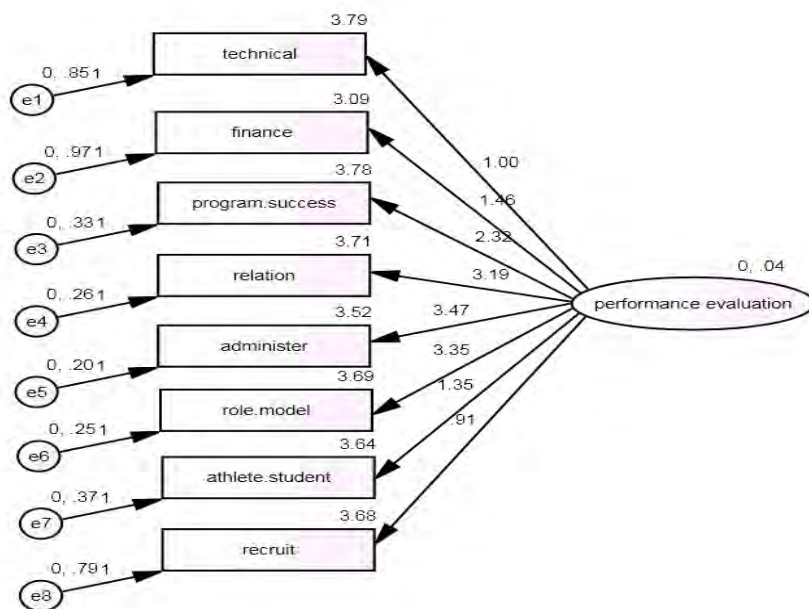 3.79
technical
0, .851
e1
3.09
finance
0, .971
e2
3.78
program.success
0, .331
e3
3.71
relation
0, .261
e4
3.52
administer
0, .201
e5
3.69
role.model
0, .251
e6
3.64
athlete.student
0, .371
e7
3.68
recruit
0, .791
e8
1.00
1.46
2.32
3.19
3.47
3.35
1.35
.91
0, .04
performance evaluation